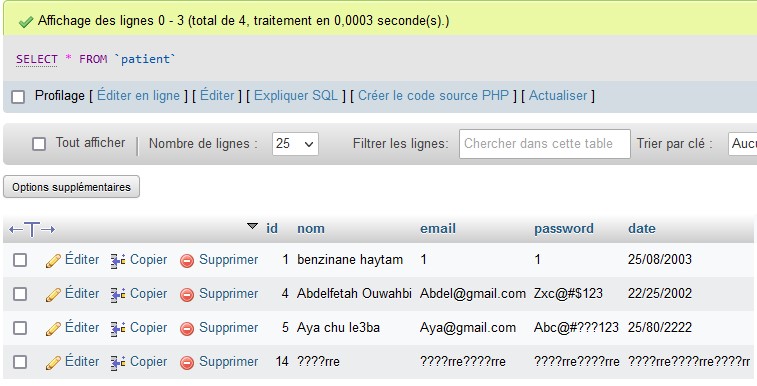 Affichage des lignes 0 - 3 (total de 4, traitement en 0,0003 seconde(s).)
SELECT * FROM `patient`
Profilage [ Éditer en ligne ] [ Éditer ] [ Expliquer SQL ] [ Créer le code source PHP ] [ Actualiser ]
Tout afficher Nombre de lignes : 25 Filtrer les lignes: Chercher dans cette table Trier par clé : Aucu
Options supplémentaires
id nom email password date
Éditer Copier Supprimer 1 benzinane haytam 1 1 25/08/2003
Éditer Copier Supprimer 4 Abdelfetah Ouwahbi Abdel@gmail.com Zxc@#$123 22/25/2002
Éditer Copier Supprimer 5 Aya chu le3ba Aya@gmail.com Abc@#???123 25/80/2222
Éditer Copier Supprimer 14 ????rre ????rre????rre ????rre ????rre????rre????rr